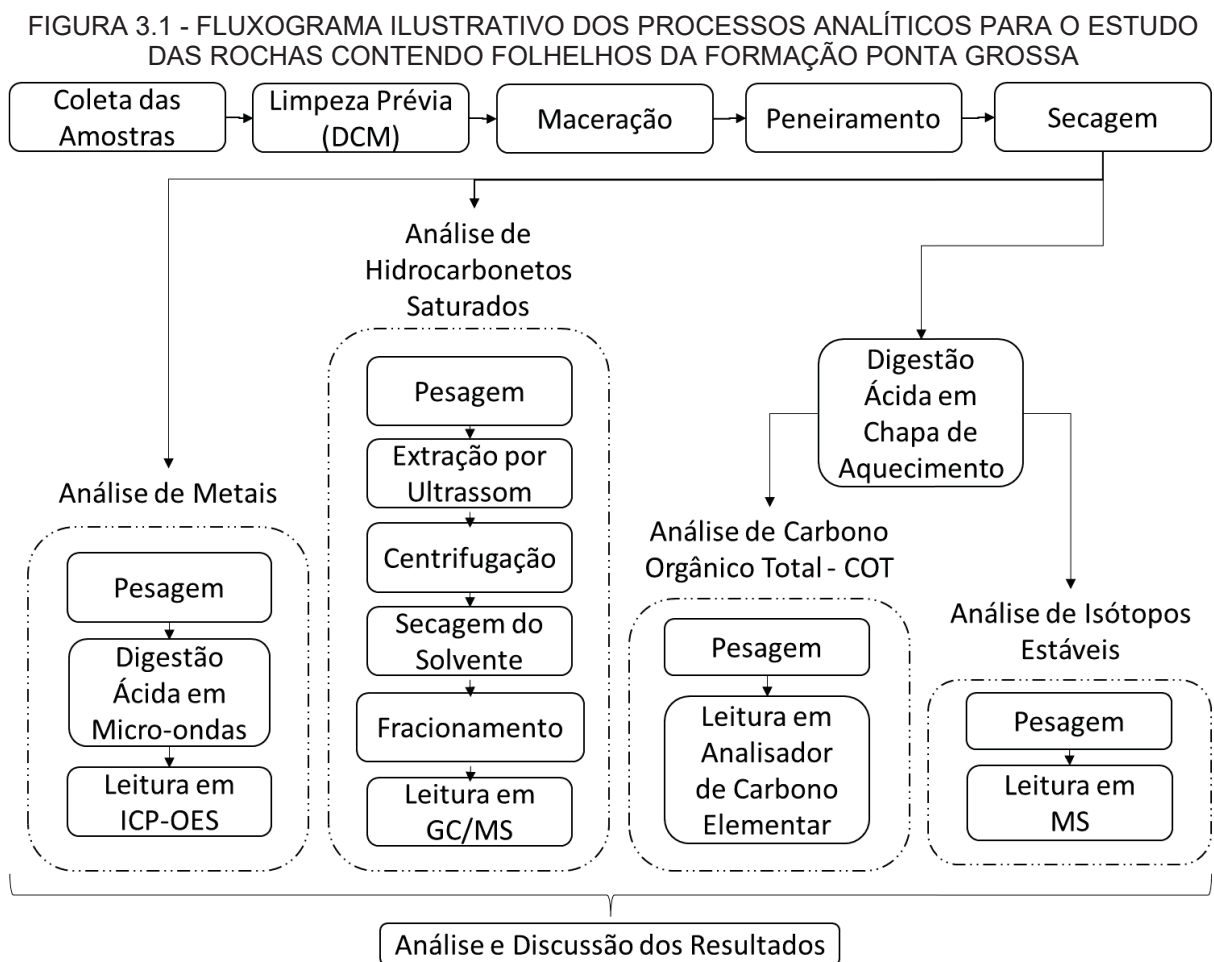 FIGURA 3.1 - FLUXOGRAMA ILUSTRATIVO DOS PROCESSOS ANALÍTICOS PARA O ESTUDO
DAS ROCHAS CONTENDO FOLHELHOS DA FORMAÇÃO PONTA GROSSA
Coleta das
Amostras
Limpeza Prévia
(DCM)
Maceração
Peneiramento
Secagem
Análise de Metais
Pesagem
Digestão
Ácida em
Micro-ondas
Leitura em
ICP-OES
Análise de
Hidrocarbonetos
Saturados
Pesagem
Extração por
Ultrassom
Centrifugação
Secagem do
Solvente
Fracionamento
Leitura em
GC/MS
Digestão
Ácida em
Chapa de
Aquecimento
Análise de Carbono
Orgânico Total - COT
Pesagem
Leitura em
Analisador
de Carbono
Elementar
Análise de Isótopos
Estáveis
Pesagem
Leitura em
MS
Análise e Discussão dos Resultados